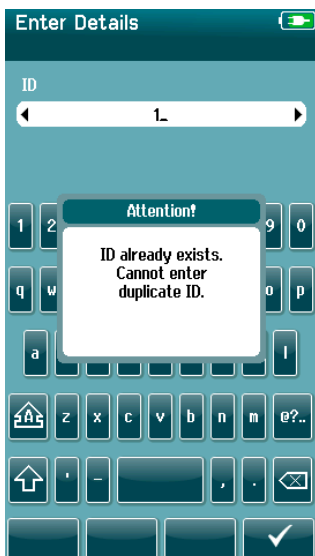 Enter Details
ID
1_
Attention!
ID already exists.
Cannot enter
duplicate ID.
1 2 9 0
q w o p
a l
A z x c v b n m @?..
' - , .